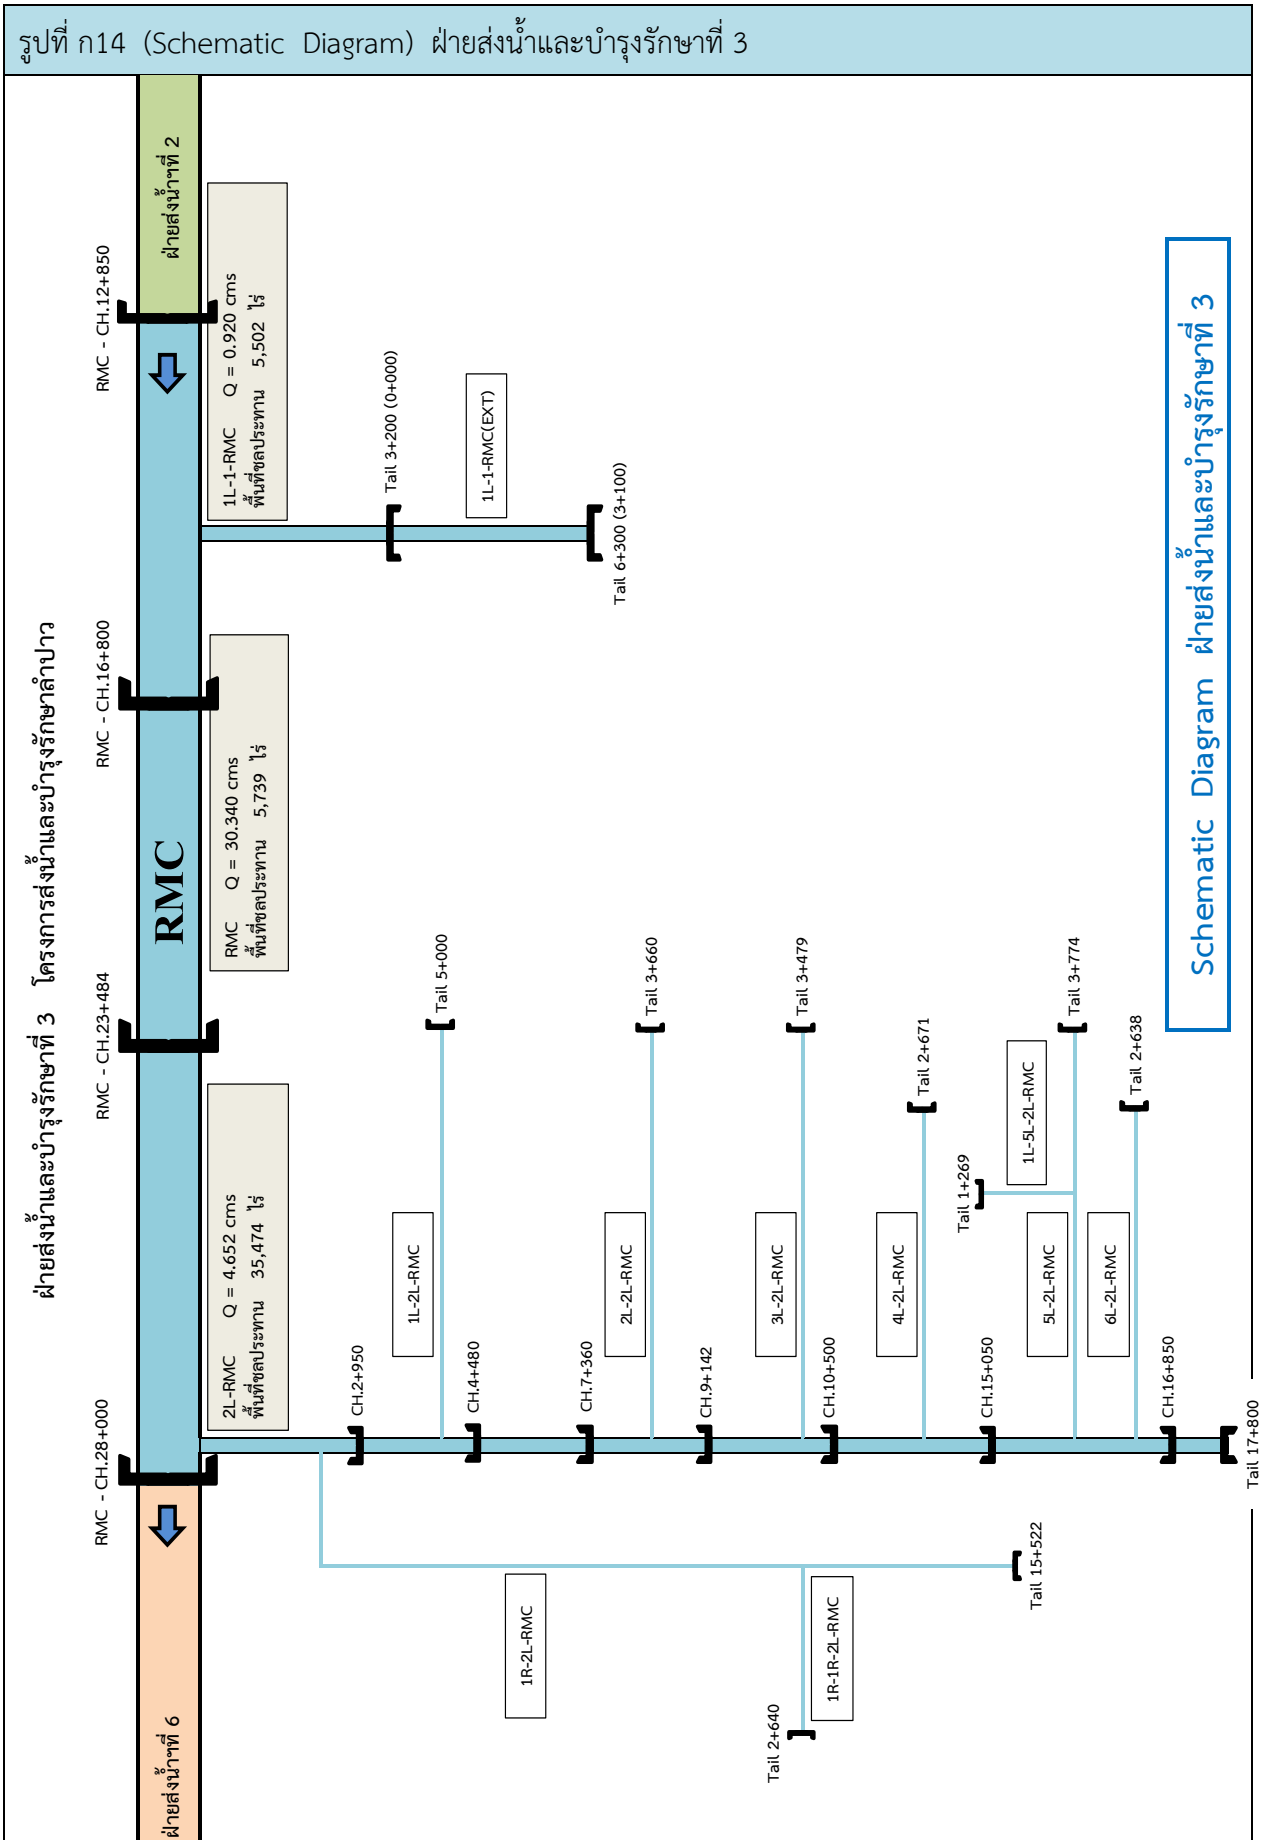 รูปที่ ก14 (Schematic Diagram) ฝ่ายส่งน้ำและบำรุงรักษาที่ 3
ฝ่ายส่งน้ำและบำรุงรักษาที่ 3 โครงการส่งน้ำและบำรุงรักษาลำปาว
RMC - CH.28+000
RMC - CH.23+484
RMC - CH.16+800
RMC - CH.12+850
ฝ่ายส่งน้ำฯที่ 6
RMC
ฝ่ายส่งน้ำฯที่ 2
2L-RMC Q = 4.652 cms
พื้นที่ชลประทาน 35,474 ไร่
RMC Q = 30.340 cms
พื้นที่ชลประทาน 5,739 ไร่
1L-1-RMC Q = 0.920 cms
พื้นที่ชลประทาน 5,502 ไร่
CH.2+950
Tail 3+200 (0+000)
1L-2L-RMC
Tail 5+000
CH.4+480
1L-1-RMC(EXT)
1R-2L-RMC
CH.7+360
Tail 6+300 (3+100)
2L-2L-RMC
Tail 3+660
CH.9+142
3L-2L-RMC
Tail 3+479
Tail 2+640
1R-1R-2L-RMC
CH.10+500
4L-2L-RMC
Tail 2+671
Tail 1+269
CH.15+050
1L-5L-2L-RMC
Tail 15+522
5L-2L-RMC
Tail 3+774
6L-2L-RMC
Tail 2+638
CH.16+850
Tail 17+800
Schematic Diagram ฝ่ายส่งน้ำและบำรุงรักษาที่ 3